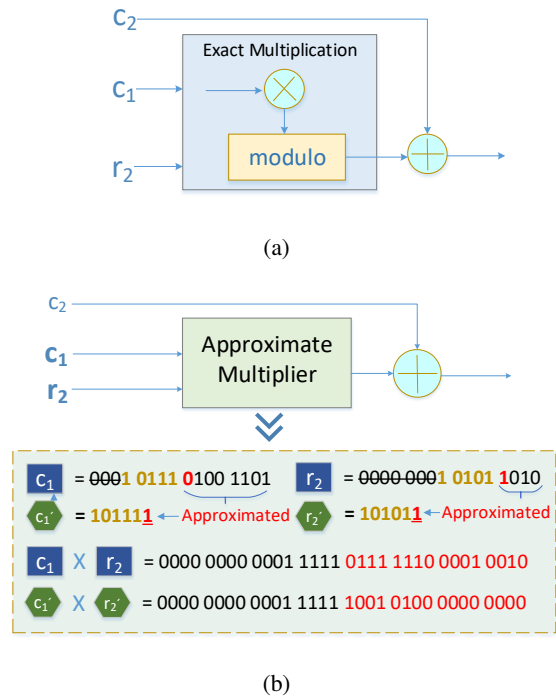 c₂
Exact Multiplication
c₁
modulo
r₂
(a)
c₂
c₁
r₂
Approximate
Multiplier
c₁ = 0001 0111 0100 1101 r₂ = 0000 0001 0101 1010
c₁′ = 101111 Approximated r₂′ = 101011 Approximated
c₁ X r₂ = 0000 0000 0001 1111 0111 1110 0001 0010
c₁′ X r₂′ = 0000 0000 0001 1111 1001 0100 0000 0000
(b)